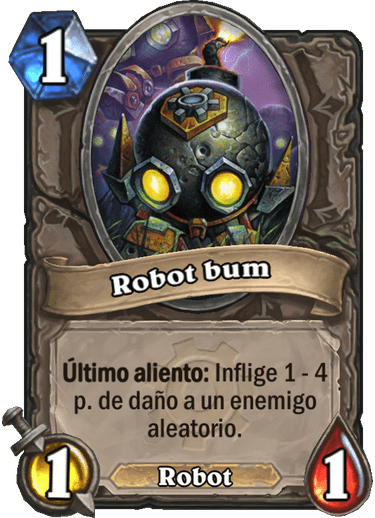 1
Robot bum
Último aliento: Inflige 1 - 4
p. de daño a un enemigo
aleatorio.
1
Robot
1